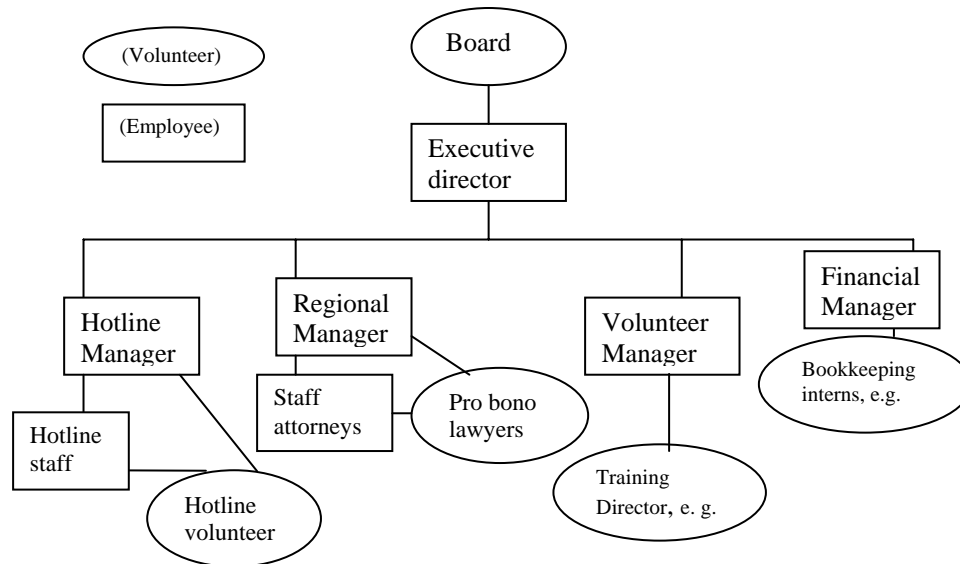 (Volunteer)
Board
(Employee)
Executive
director
Hotline
Manager
Regional
Manager
Volunteer
Manager
Financial
Manager
Hotline
staff
Staff
attorneys
Pro bono
lawyers
Bookkeeping
interns, e.g.
Hotline
volunteer
Training
Director, e. g.